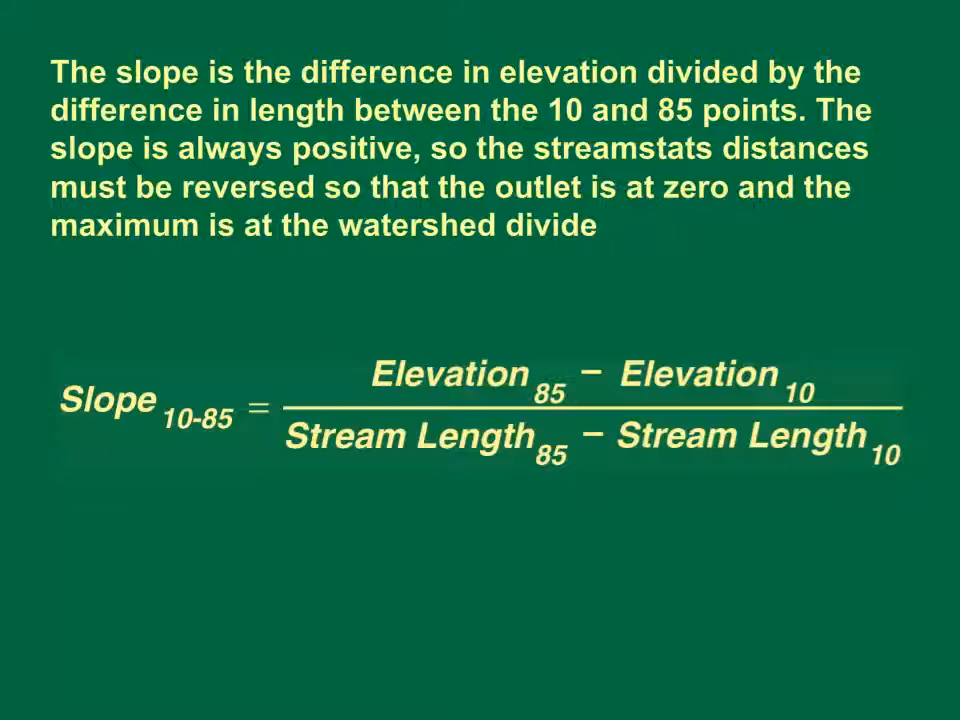 The slope is the difference in elevation divided by the
difference in length between the 10 and 85 points. The
slope is always positive, so the streamstats distances
must be reversed so that the outlet is at zero and the
maximum is at the watershed divide
Slope 10-85 = Elevation 85 − Elevation 10
Stream Length 85 − Stream Length 10